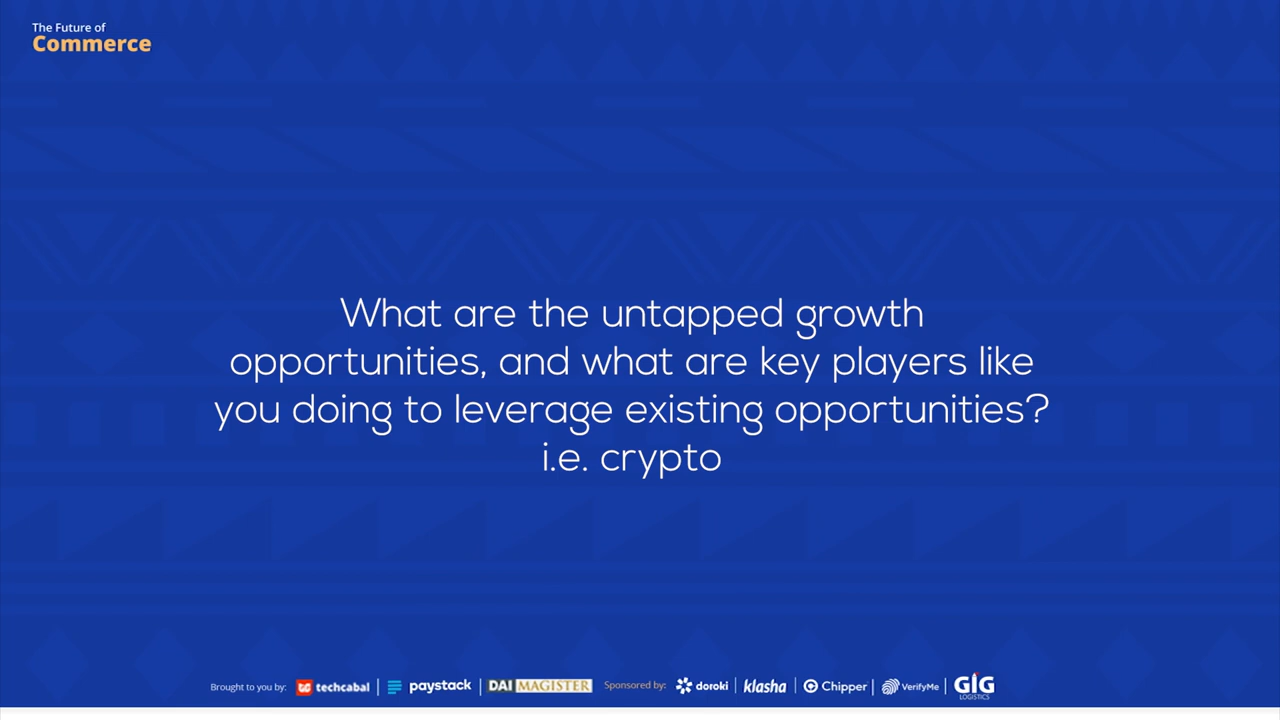 The Future of
Commerce
What are the untapped growth
opportunities, and what are key players like
you doing to leverage existing opportunities?
i.e. crypto
Brought to you by: techcabal paystack DAI MAGISTER Sponsored by: doroki klasha Chipper VerifyMe GIG LOGISTICS